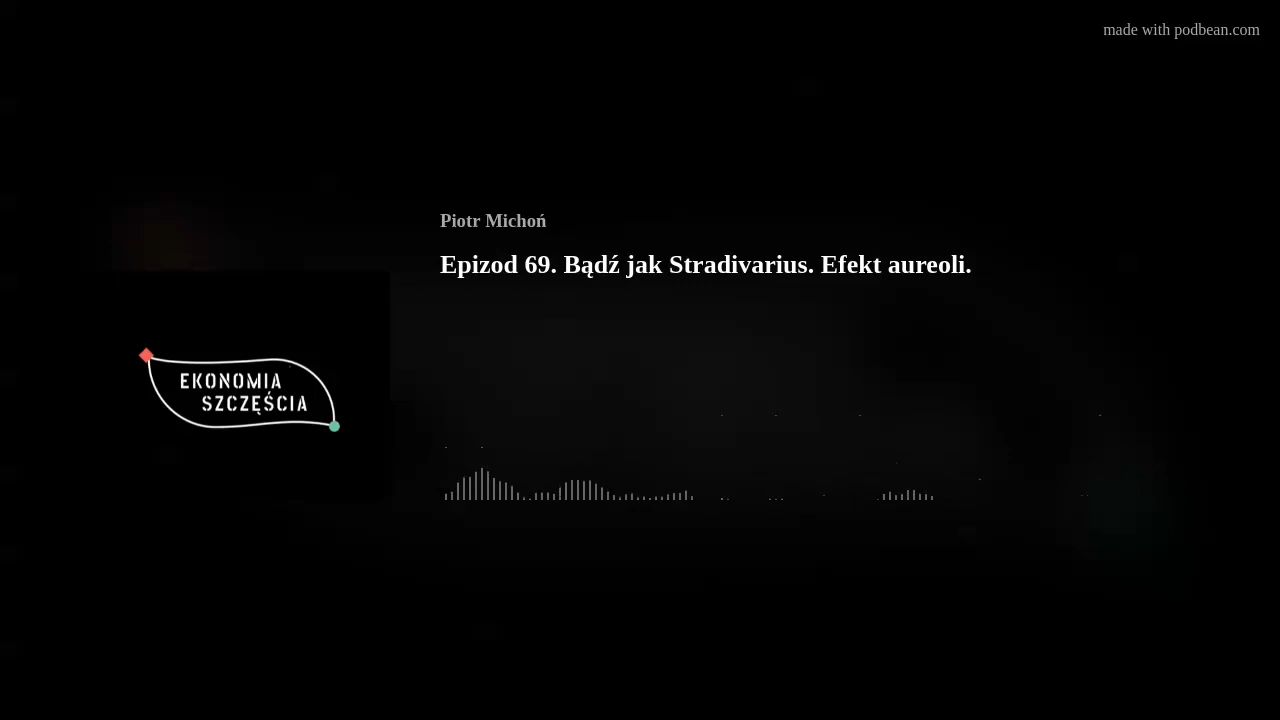 made with podbean.com
Piotr Michoń
Epizod 69. Bądź jak Stradivarius. Efekt aureoli.
EKONOMIA
SZCZĘŚCIA